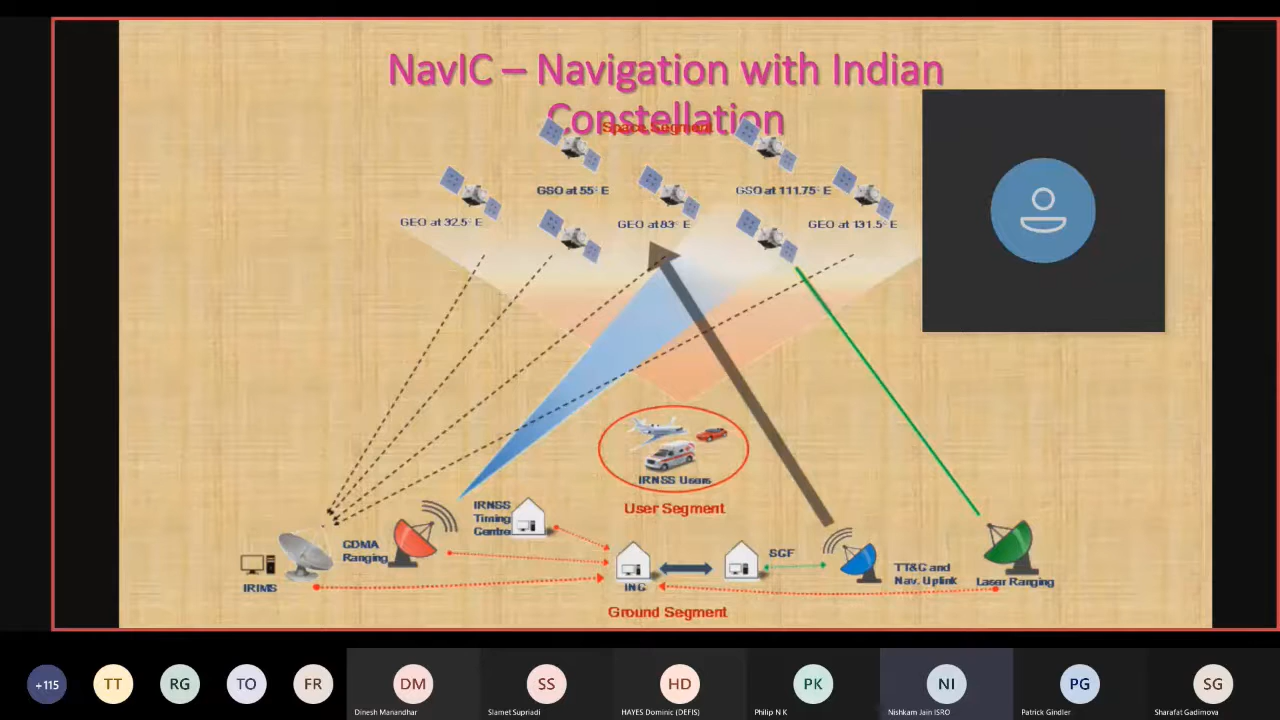 NavIC – Navigation with Indian
Constellation
Space Segment
GSO at 55° E
GSO at 111.75° E
GEO at 32.5° E
GEO at 83° E
GEO at 131.5° E
IRNSS Users
User Segment
IRNSS
Timing
Centre
CDMA
Ranging
IRIMS
INC
SCF
TT&C and
Nav. Uplink
Laser Ranging
Ground Segment
+115
TT
RG
TO
FR
DM
SS
HD
PK
NI
PG
SG
Dinesh Manandhar
Slamet Supriadi
HAYES Dominic (DEFIS)
Philip N K
Nishkam Jain ISRO
Patrick Gindler
Sharafat Gadimova